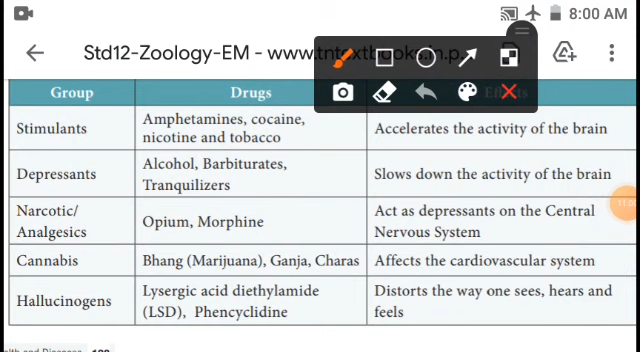 8:00 AM
Std12-Zoology-EM - www.tntextbooks.in.p
Group Drugs
Stimulants
Amphetamines, cocaine,
nicotine and tobacco
Accelerates the activity of the brain
Depressants
Alcohol, Barbiturates,
Tranquilizers
Slows down the activity of the brain
Narcotic/
Analgesics
Opium, Morphine
Act as depressants on the Central
Nervous System
Cannabis
Bhang (Marijuana), Ganja, Charas
Affects the cardiovascular system
Hallucinogens
Lysergic acid diethylamide
(LSD), Phencyclidine
Distorts the way one sees, hears and
feels